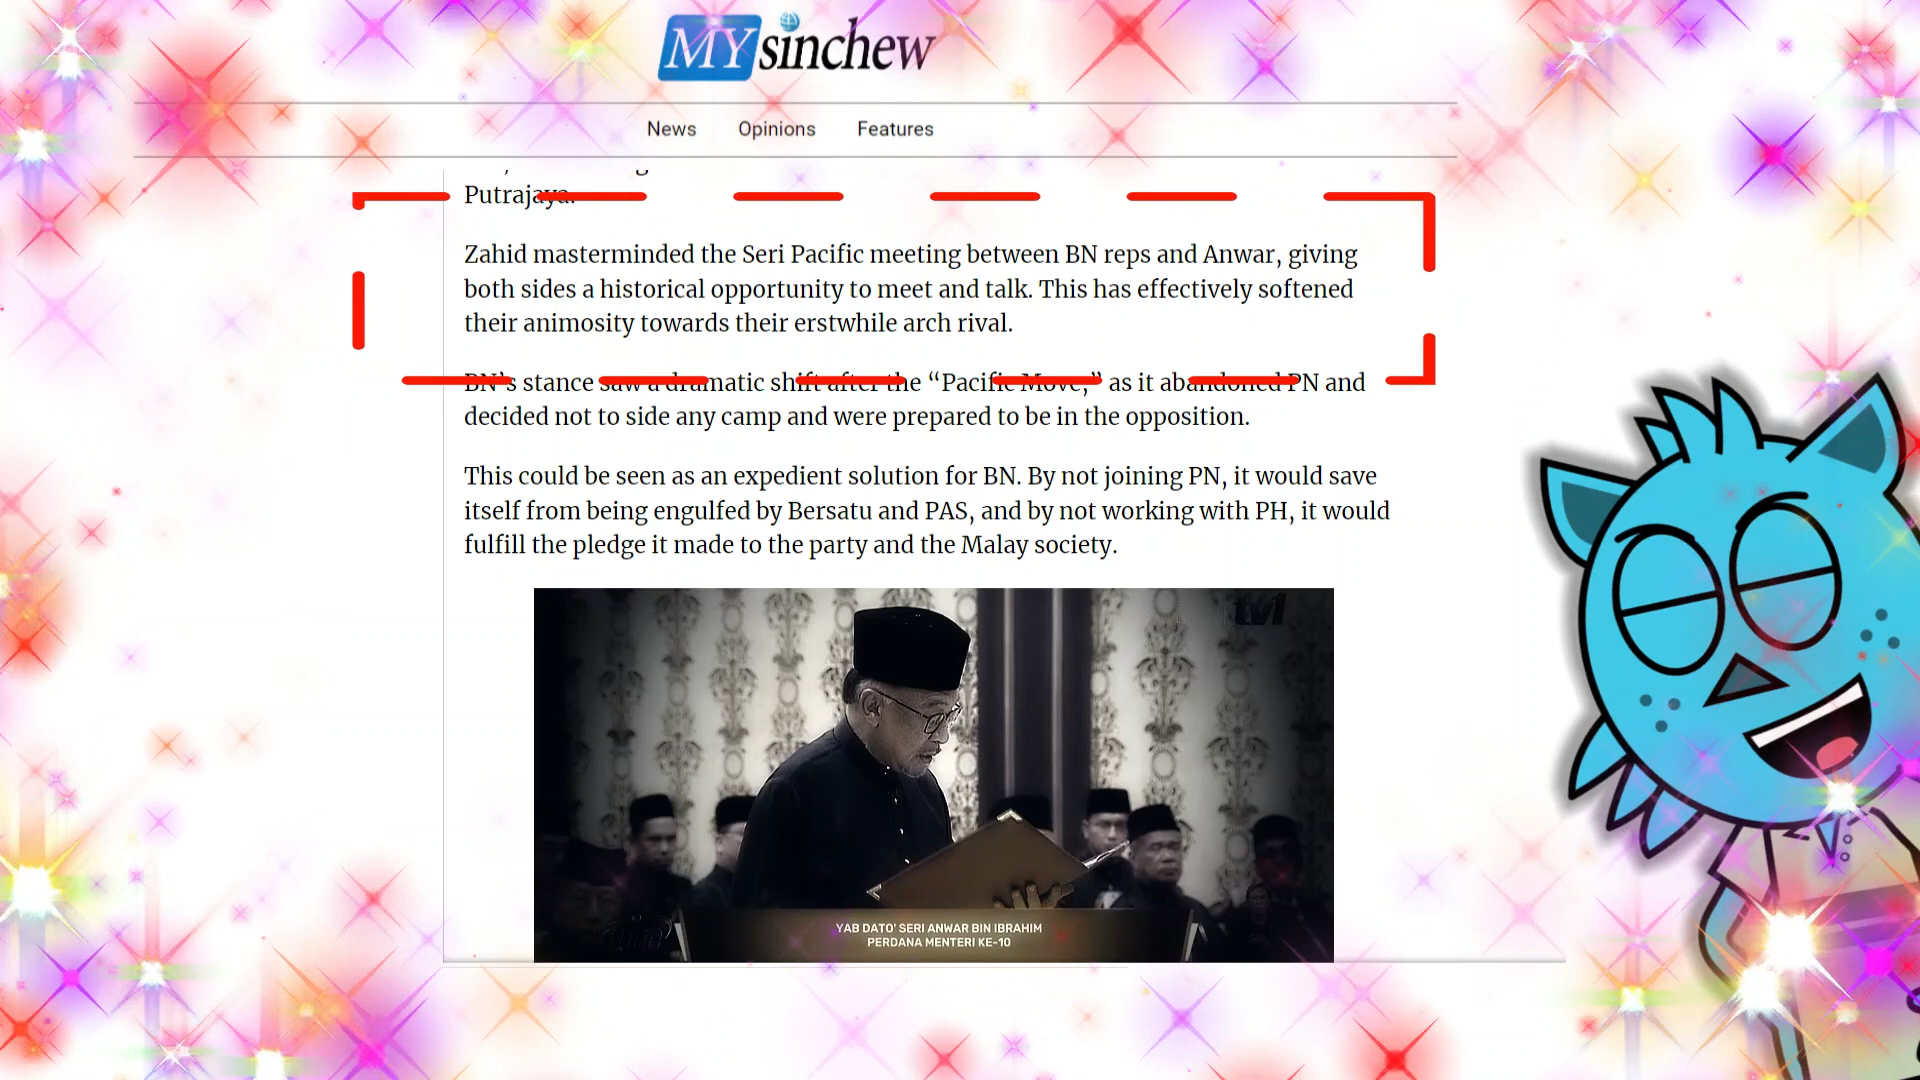 MYsinchew
News Opinions Features
Putrajaya.
Zahid masterminded the Seri Pacific meeting between BN reps and Anwar, giving
both sides a historical opportunity to meet and talk. This has effectively softened
their animosity towards their erstwhile arch rival.
BN’s stance saw a dramatic shift after the “Pacific Move,” as it abandoned PN and
decided not to side any camp and were prepared to be in the opposition.
This could be seen as an expedient solution for BN. By not joining PN, it would save
itself from being engulfed by Bersatu and PAS, and by not working with PH, it would
fulfill the pledge it made to the party and the Malay society.
tv1
YAB DATO' SERI ANWAR BIN IBRAHIM
PERDANA MENTERI KE-10